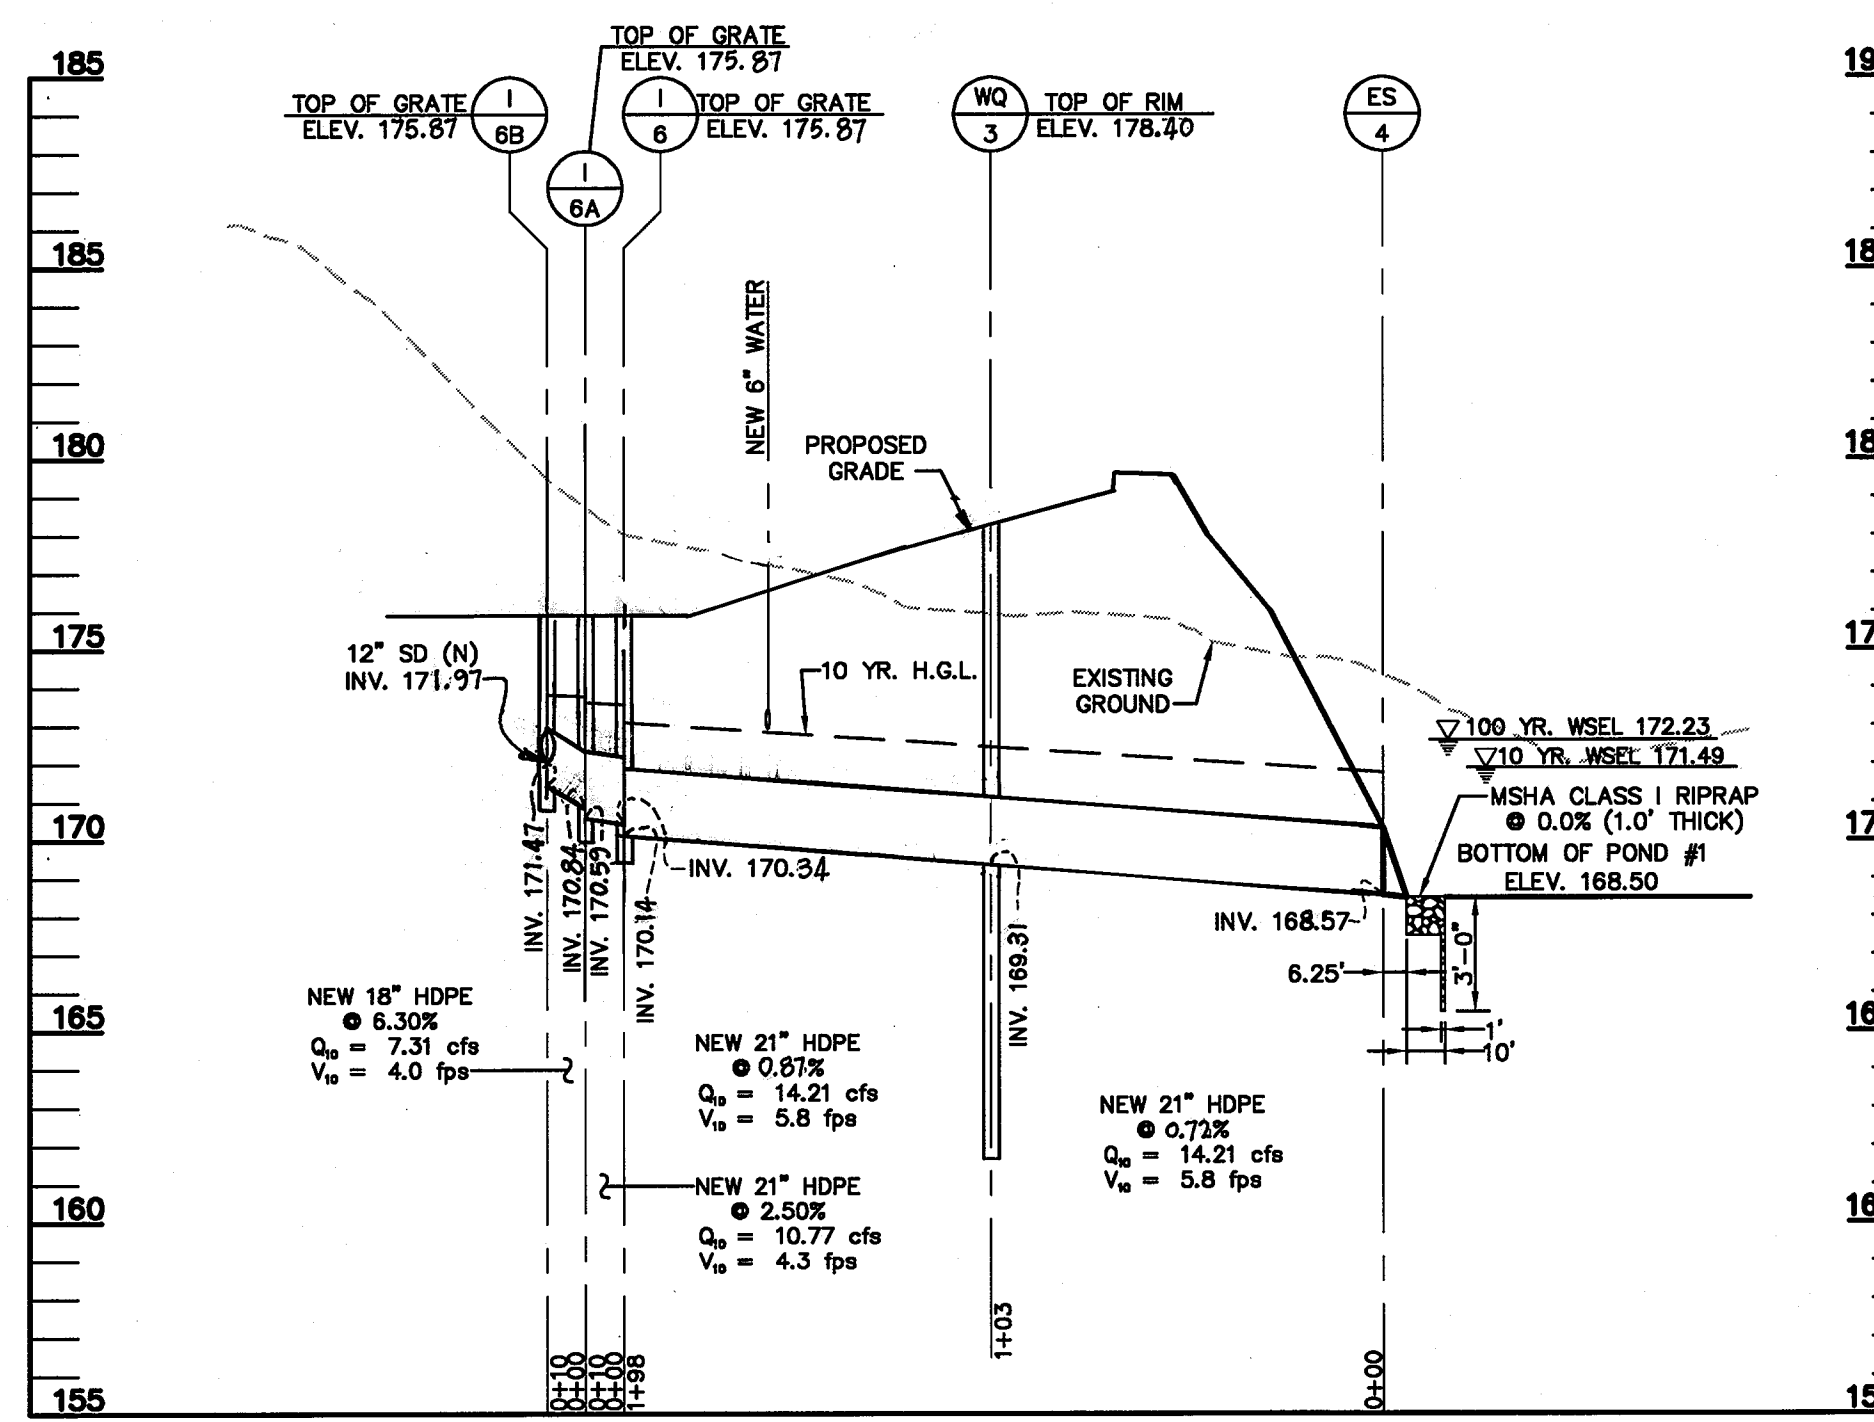 TOP OF GRATE
ELEV. 175.87
TOP OF GRATE
ELEV. 175.87
I
6B
I
6A
I
6
TOP OF GRATE
ELEV. 175.87
WQ
3
TOP OF RIM
ELEV. 178.40
ES
4
185
185
180
175
170
165
160
155
19
18
18
17
17
16
16
15
NEW 6" WATER
PROPOSED
GRADE
12" SD (N)
INV. 171.97
10 YR. H.G.L.
EXISTING
GROUND
100 YR. WSEL 172.23
10 YR. WSEL 171.49
MSHA CLASS I RIPRAP
@ 0.0% (1.0' THICK)
BOTTOM OF POND #1
ELEV. 168.50
INV. 171.47
INV. 170.84
INV. 170.59
INV. 170.14
INV. 170.34
INV. 169.31
INV. 168.57
6.25'
3'-0"
1'
10'
NEW 18" HDPE
@ 6.30%
Q10 = 7.31 cfs
V10 = 4.0 fps
NEW 21" HDPE
@ 0.87%
Q10 = 14.21 cfs
V10 = 5.8 fps
NEW 21" HDPE
@ 2.50%
Q10 = 10.77 cfs
V10 = 4.3 fps
NEW 21" HDPE
@ 0.72%
Q10 = 14.21 cfs
V10 = 5.8 fps
0+10
0+00
0+10
0+00
1+98
1+03
0+00